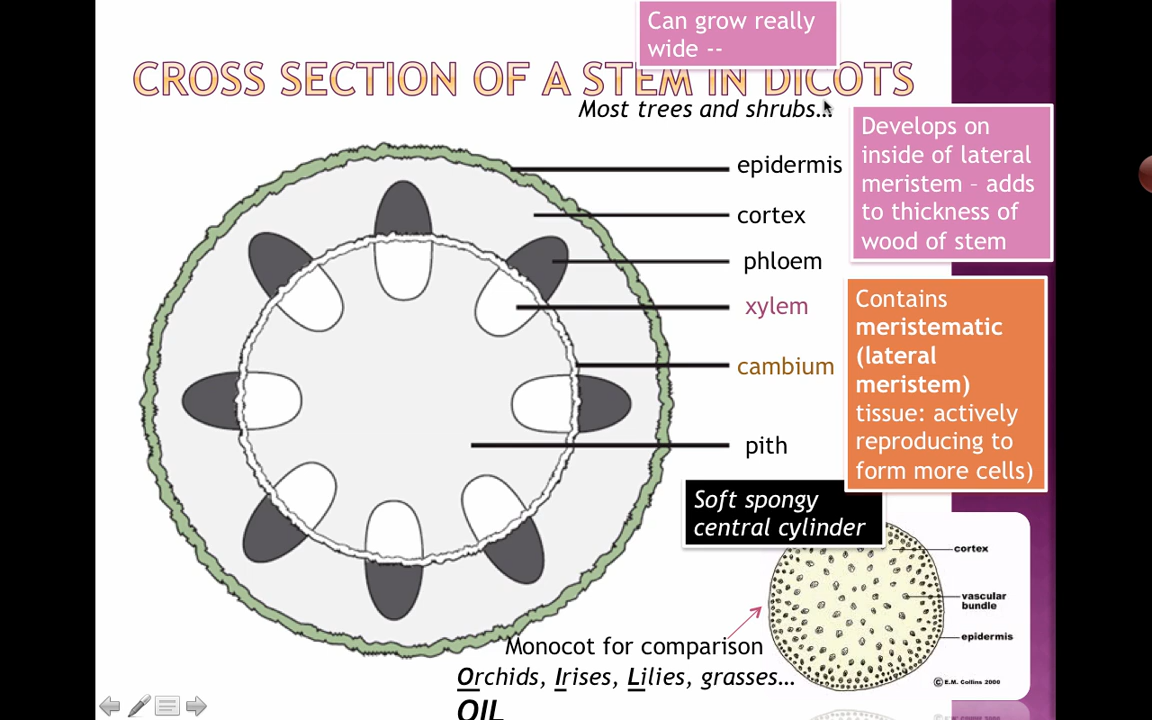 Can grow really
wide --
CROSS SECTION OF A STEM IN DICOTS
Most trees and shrubs…
epidermis
cortex
phloem
xylem
cambium
pith
Develops on
inside of lateral
meristem – adds
to thickness of
wood of stem
Contains
meristematic
(lateral
meristem)
tissue: actively
reproducing to
form more cells)
Soft spongy
central cylinder
cortex
vascular
bundle
epidermis
© E.M. Collins 2000
Monocot for comparison
Orchids, Irises, Lilies, grasses…
OIL